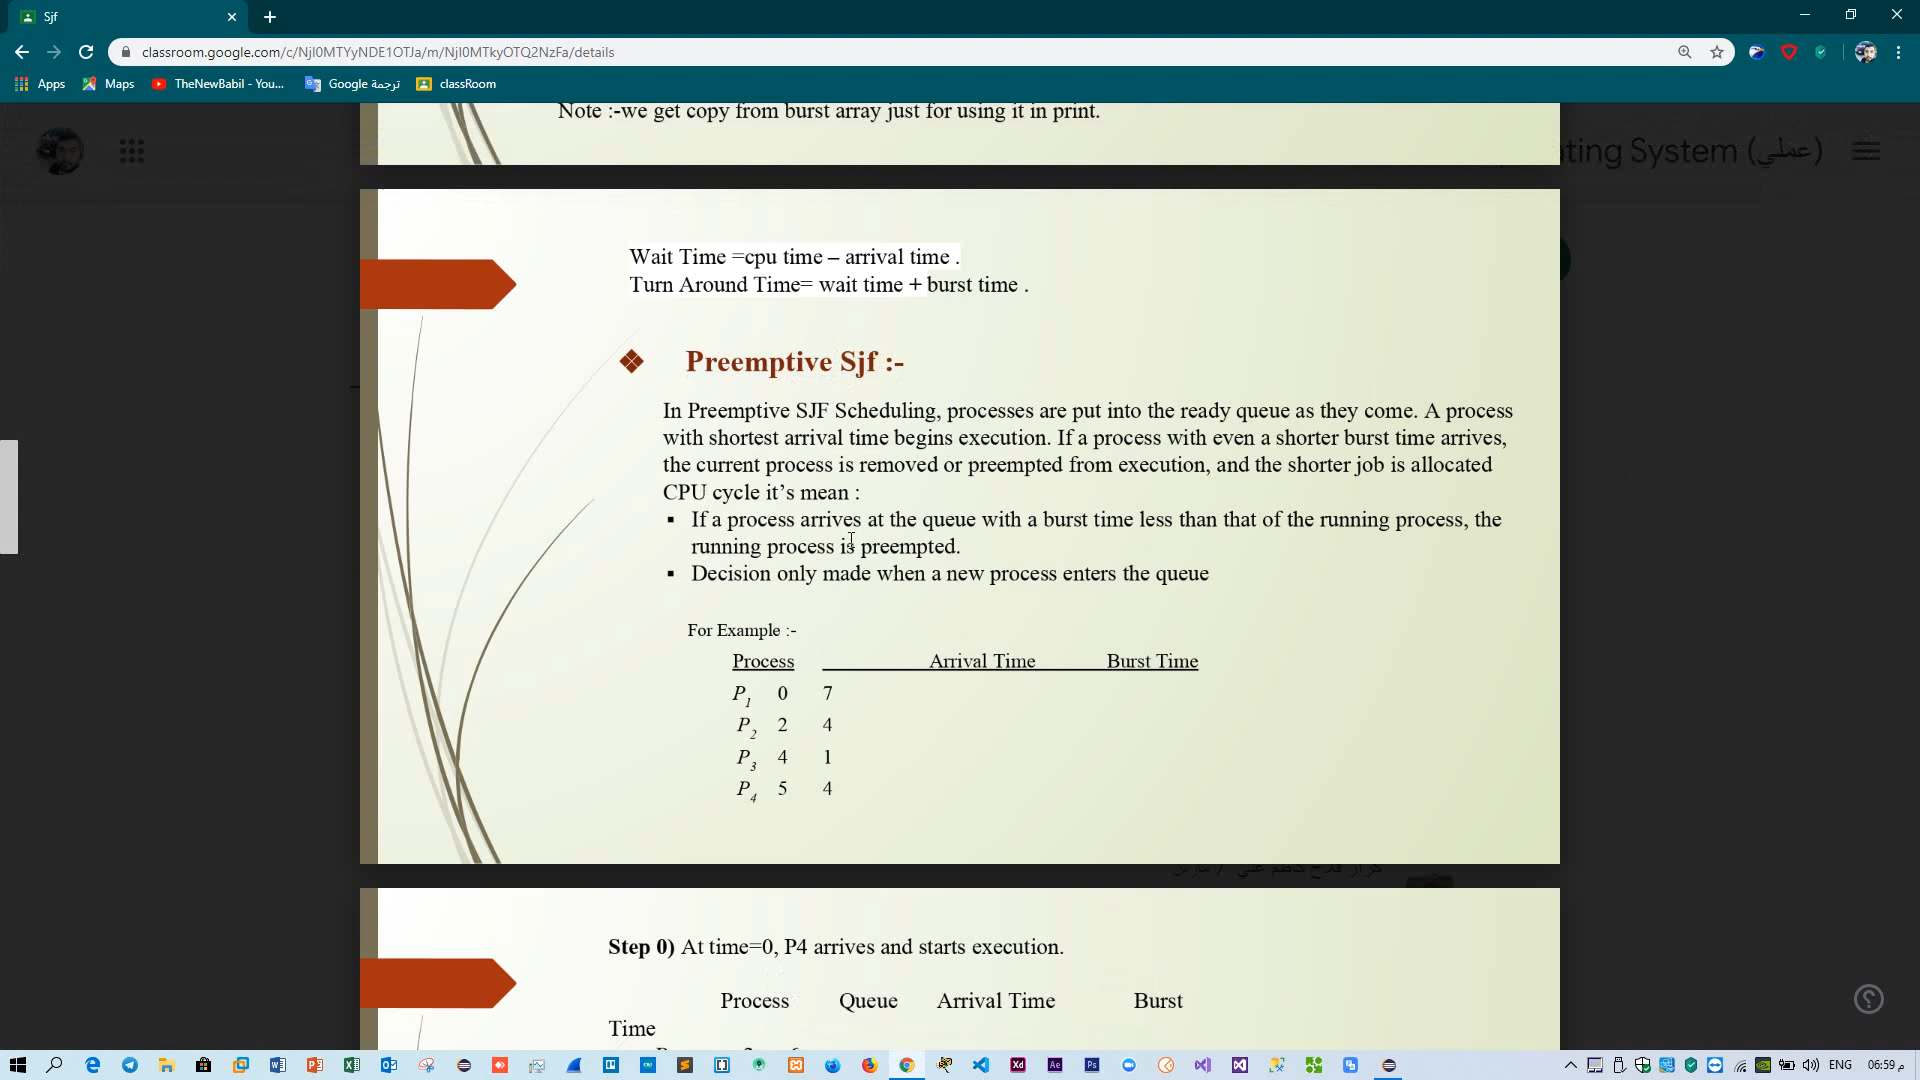 Sjf
classroom.google.com/c/NjI0MTYyNDE1OTJa/m/NjI0MTkyOTQ2NzFa/details
Apps
Maps
TheNewBabil - You...
Google ترجمة
classRoom
Note :-we get copy from burst array just for using it in print.
ting System (عملي)
Wait Time =cpu time – arrival time .
Turn Around Time= wait time + burst time .
❖ Preemptive Sjf :-
In Preemptive SJF Scheduling, processes are put into the ready queue as they come. A process
with shortest arrival time begins execution. If a process with even a shorter burst time arrives,
the current process is removed or preempted from execution, and the shorter job is allocated
CPU cycle it’s mean :
▪ If a process arrives at the queue with a burst time less than that of the running process, the
running process is preempted.
▪ Decision only made when a new process enters the queue
For Example :-
Process Arrival Time Burst Time
P1 0 7
P2 2 4
P3 4 1
P4 5 4
Step 0) At time=0, P4 arrives and starts execution.
Process Queue Arrival Time Burst
Time
ENG
06:59 م